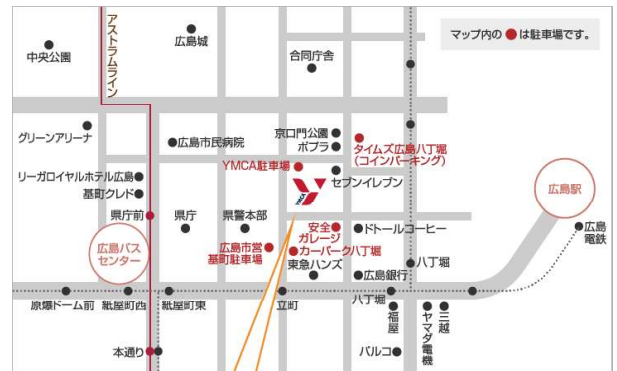 マップ内の●は駐車場です。
アストラムライン
中央公園
広島城
合同庁舎
グリーンアリーナ
広島市民病院
京口門公園
ポプラ
タイムズ広島八丁堀
(コインパーキング)
YMCA駐車場
セブンイレブン
リーガロイヤルホテル広島
基町クレド
YMCA
広島駅
県庁前
県庁
県警本部
安全
ガレージ
ドトールコーヒー
広島
電鉄
広島バス
センター
広島市営
基町駐車場
カーパーク八丁堀
東急ハンズ
広島銀行
八丁堀
原爆ドーム前
紙屋町西
紙屋町東
立町
八丁堀
福屋
ヤマダ電機
三越
本通り
パルコ